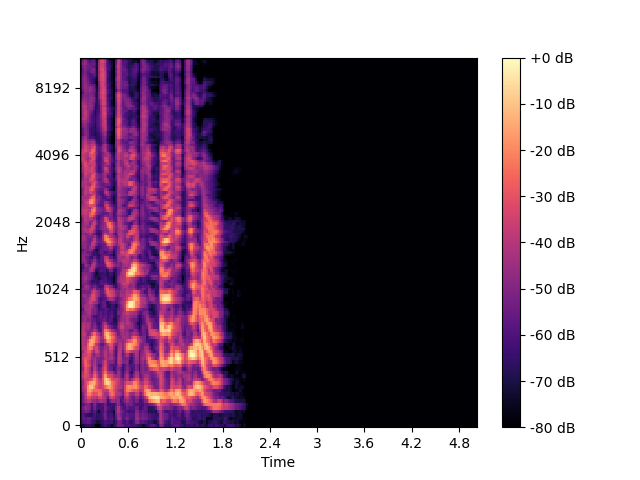 +0 dB
8192
-10 dB
4096
-20 dB
-30 dB
2048
Hz
-40 dB
1024
-50 dB
-60 dB
512
-70 dB
0
-80 dB
0 0.6 1.2 1.8 2.4 3 3.6 4.2 4.8
Time